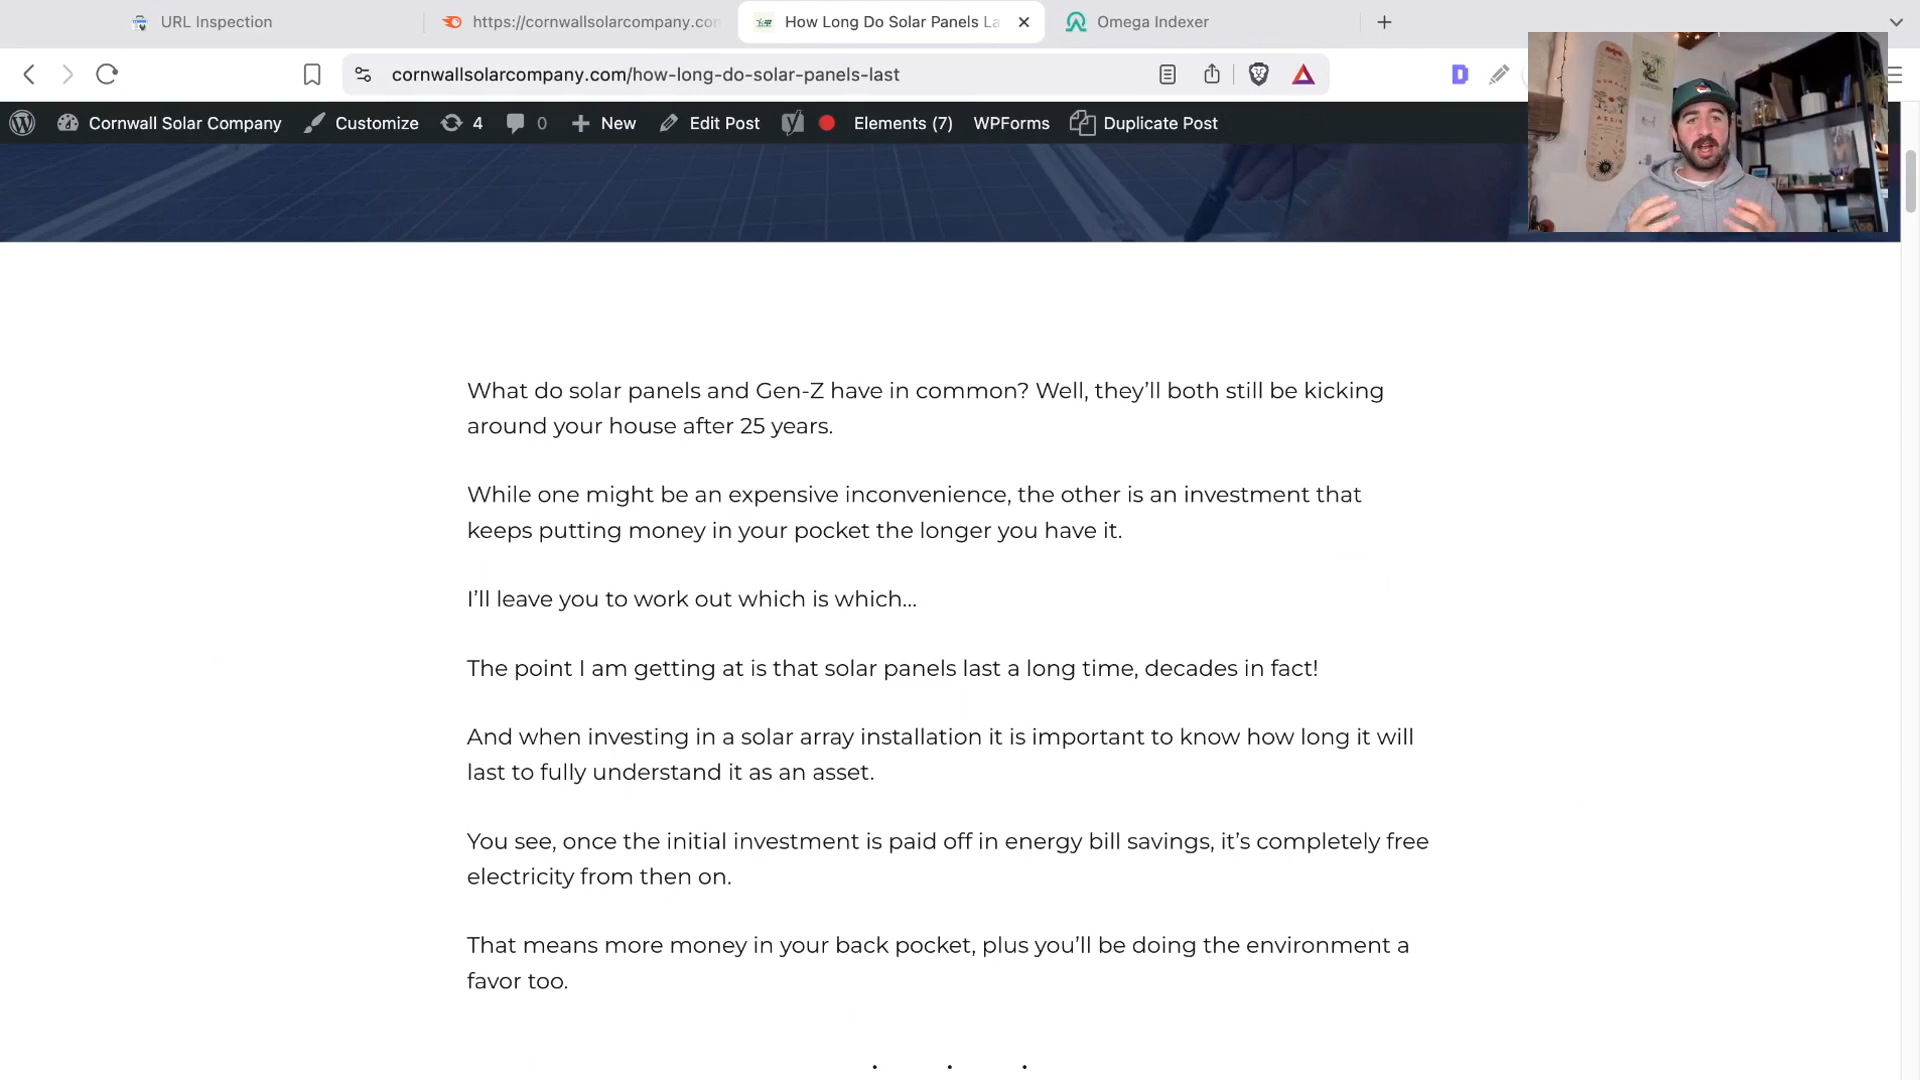 URL Inspection
https://cornwallsolarcompany.co
How Long Do Solar Panels La
Omega Indexer
cornwallsolarcompany.com/how-long-do-solar-panels-last
Cornwall Solar Company
Customize
4
0
New
Edit Post
Elements (7)
WPForms
Duplicate Post
What do solar panels and Gen-Z have in common? Well, they’ll both still be kicking
around your house after 25 years.
While one might be an expensive inconvenience, the other is an investment that
keeps putting money in your pocket the longer you have it.
I’ll leave you to work out which is which…
The point I am getting at is that solar panels last a long time, decades in fact!
And when investing in a solar array installation it is important to know how long it will
last to fully understand it as an asset.
You see, once the initial investment is paid off in energy bill savings, it’s completely free
electricity from then on.
That means more money in your back pocket, plus you’ll be doing the environment a
favor too.